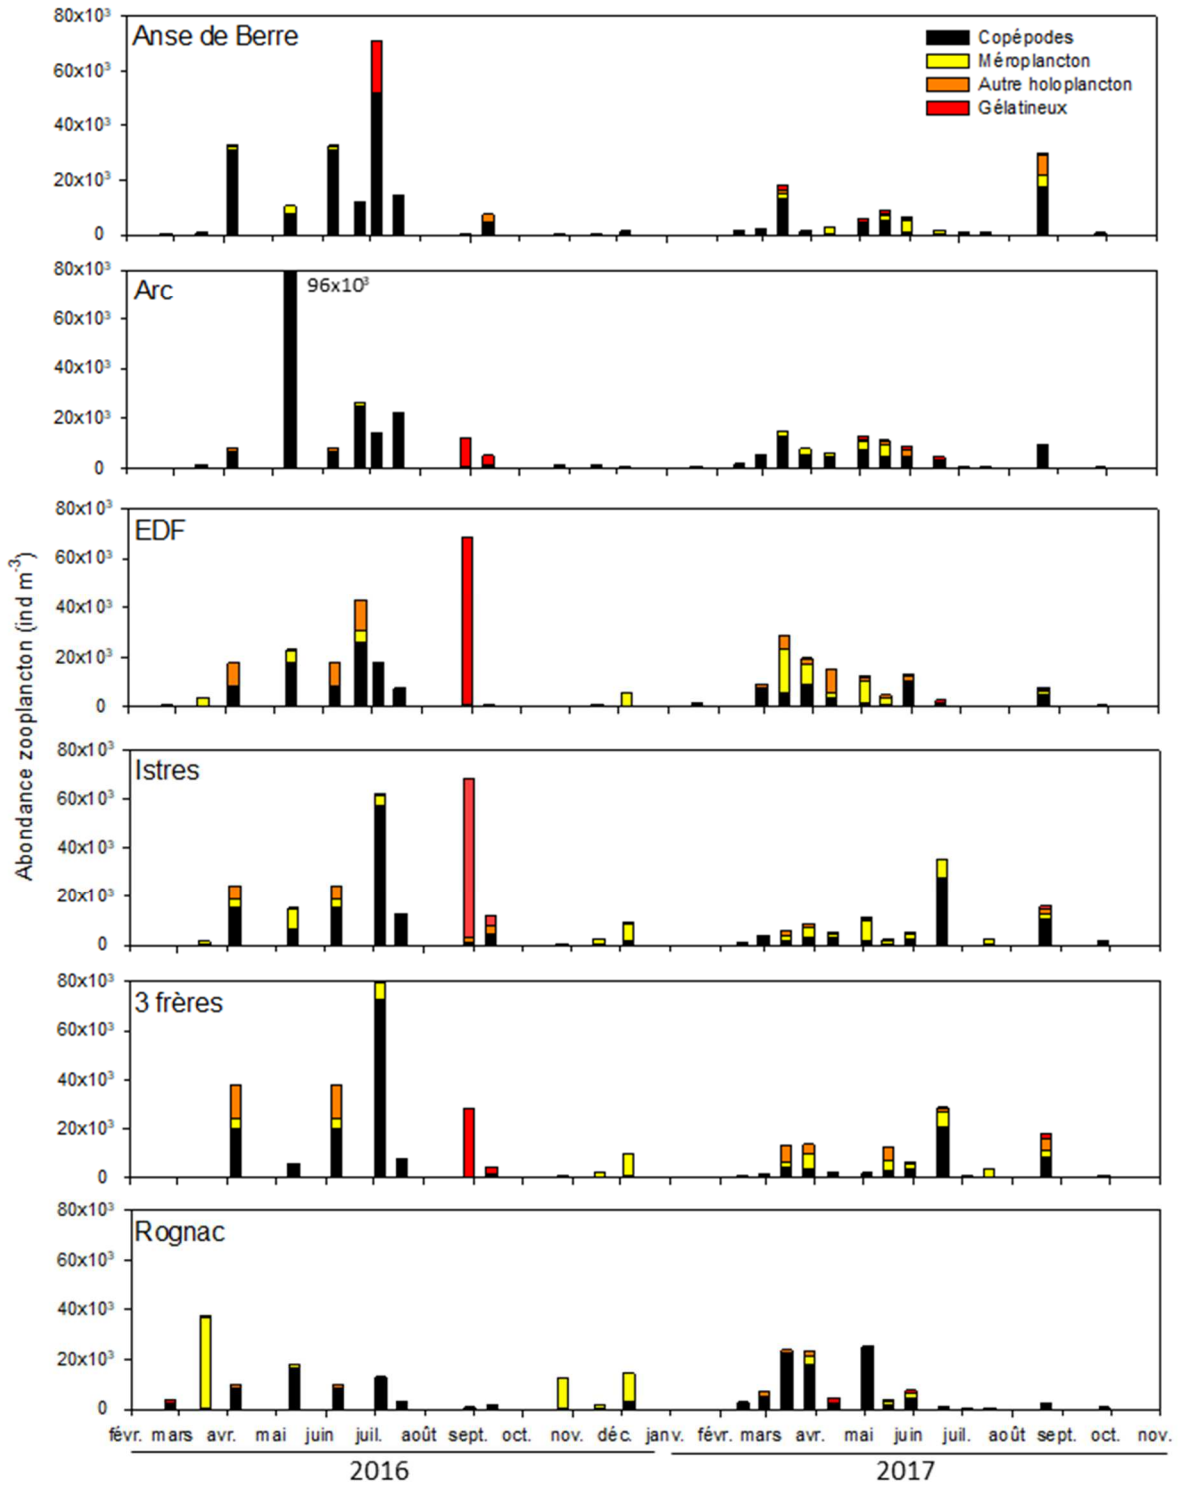 Abondance zooplancton (ind m⁻³)
80x10³
60x10³
40x10³
20x10³
0
Anse de Berre
Copépodes
Méroplancton
Autre holoplancton
Gélatineux
80x10³
60x10³
40x10³
20x10³
0
Arc
96x10³
80x10³
60x10³
40x10³
20x10³
0
EDF
80x10³
60x10³
40x10³
20x10³
0
Istres
80x10³
60x10³
40x10³
20x10³
0
3 frères
80x10³
60x10³
40x10³
20x10³
0
Rognac
févr. mars avr. mai juin juil. août sept. oct. nov. déc. janv. févr. mars avr. mai juin juil. août sept. oct. nov.
2016 2017